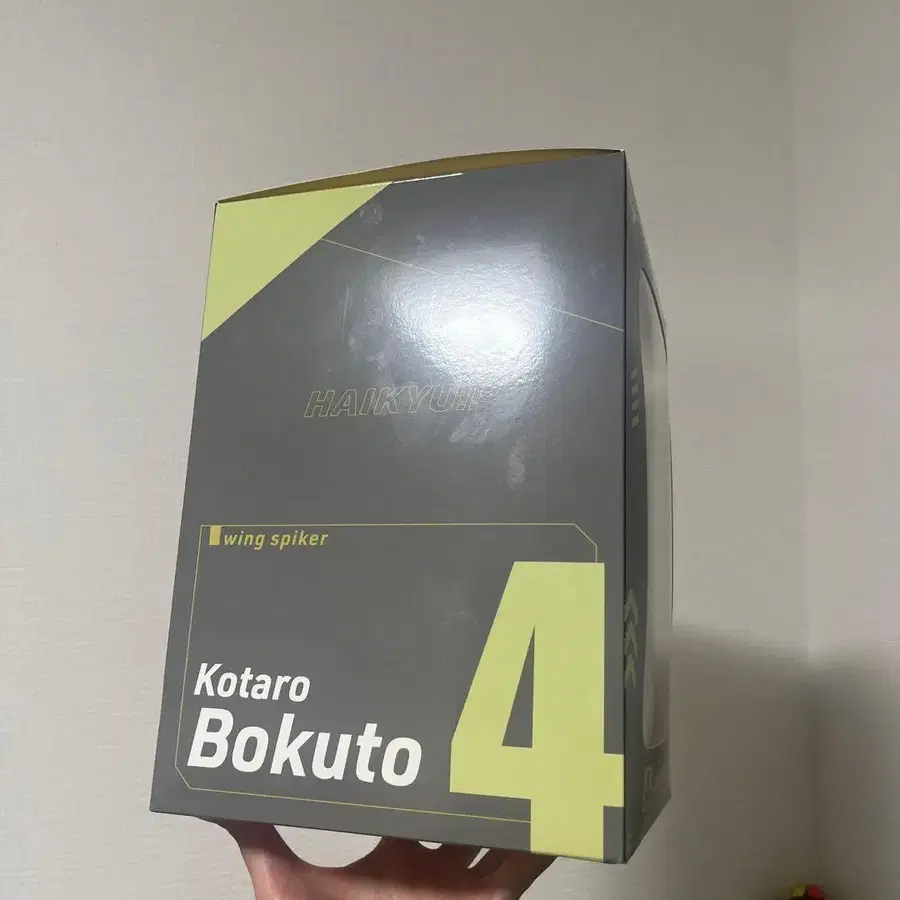 HAIKYU!!
wing spiker
Kotaro
Bokuto
4